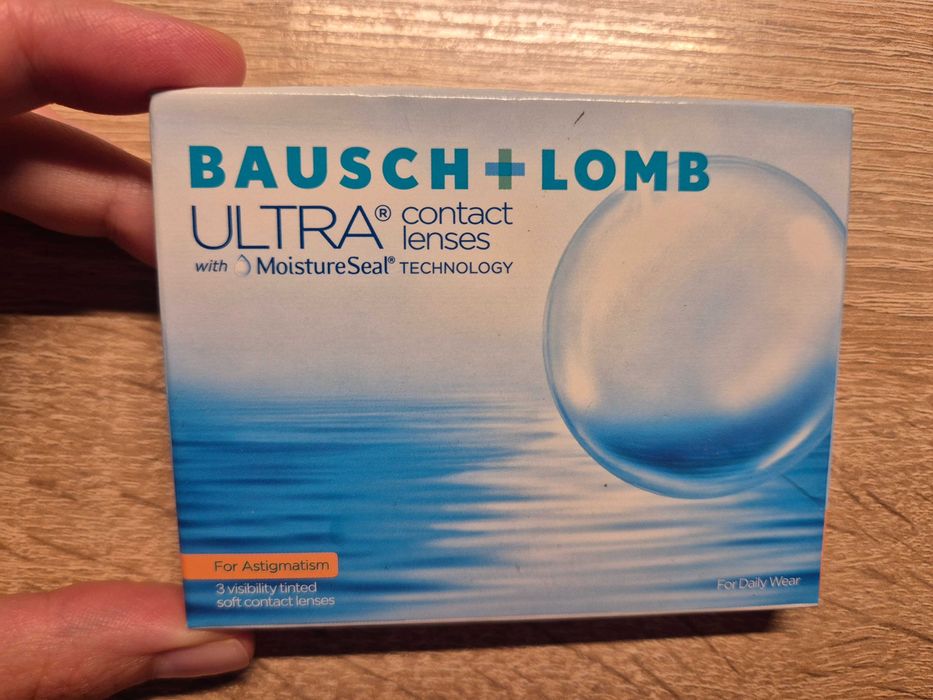 BAUSCH + LOMB
ULTRA® contact lenses
with MoistureSeal® TECHNOLOGY
For Astigmatism
3 visibility tinted
soft contact lenses
For Daily Wear